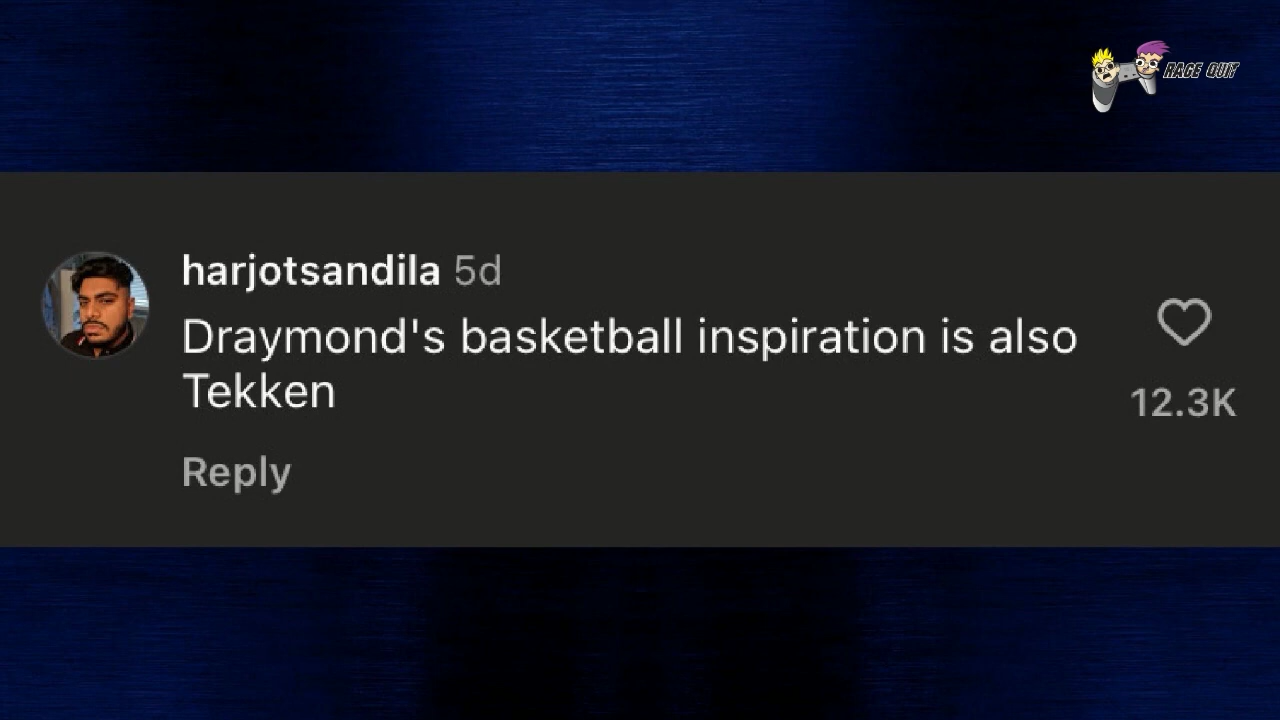 RAGE QUIT
harjotsandila 5d
Draymond's basketball inspiration is also
Tekken
12.3K
Reply